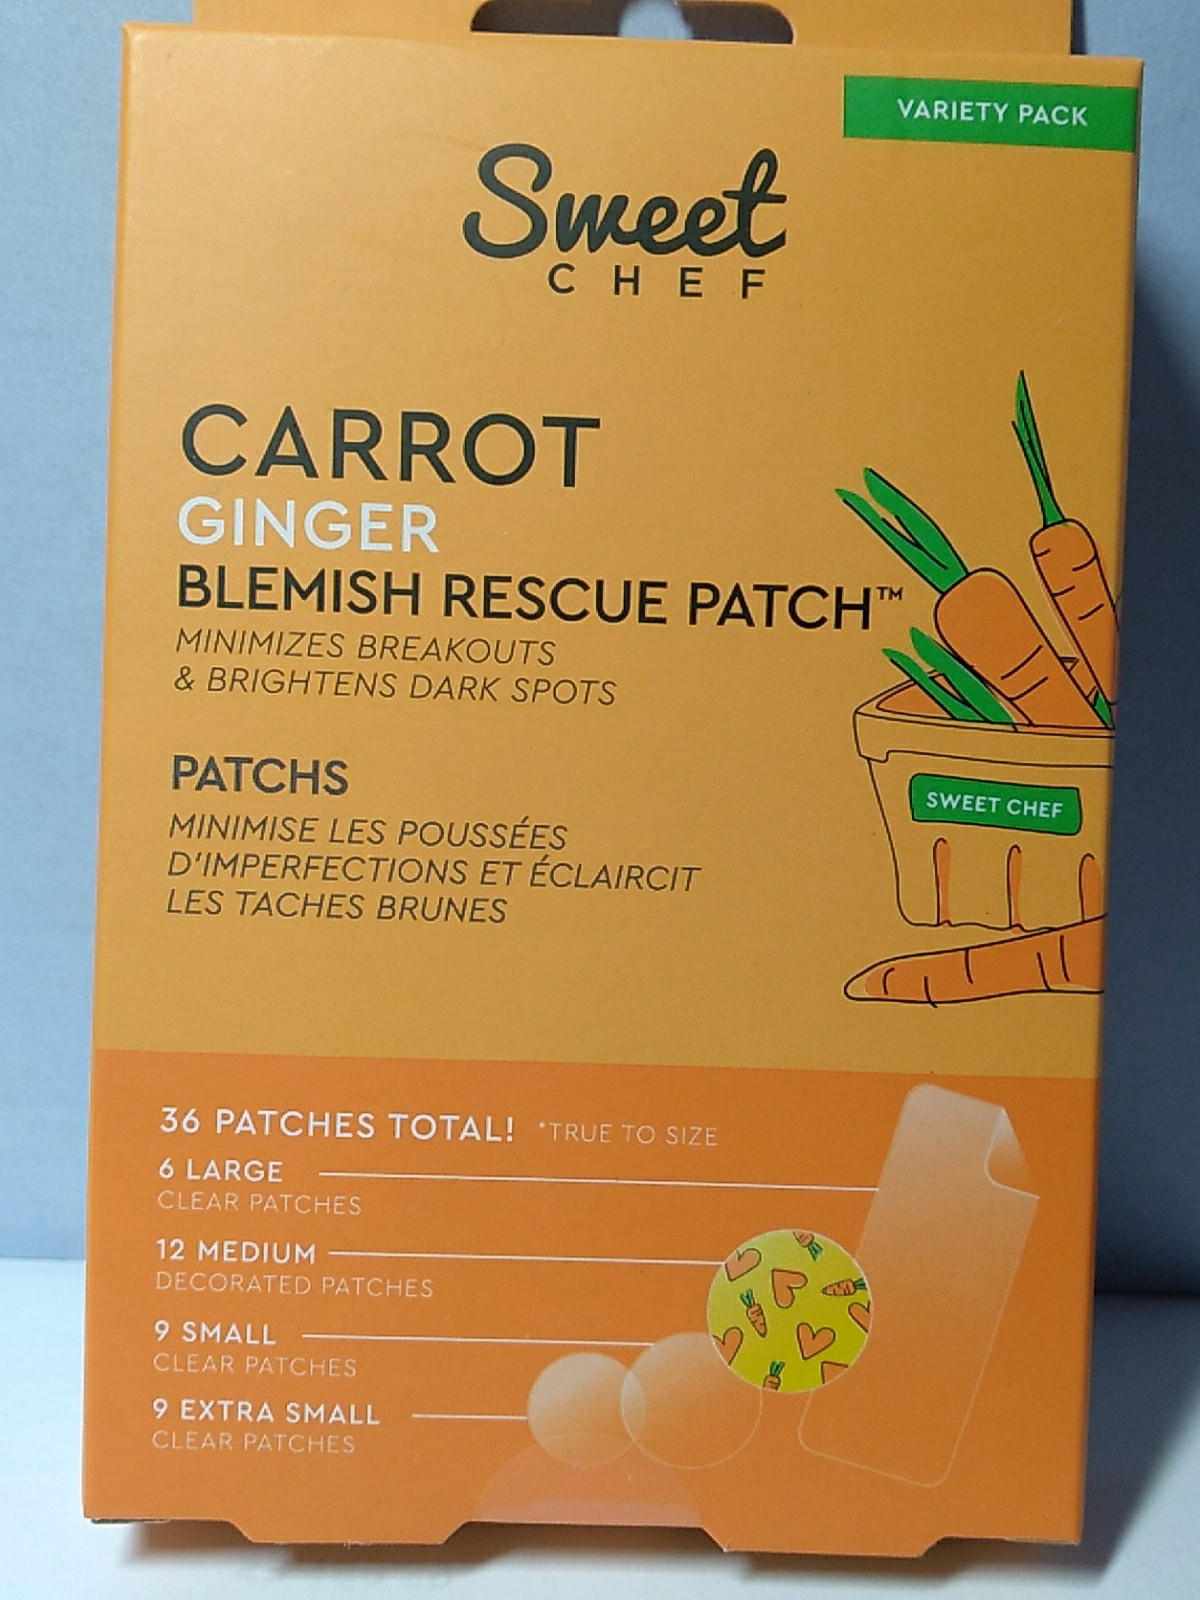 VARIETY PACK
Sweet
CHEF
CARROT
GINGER
BLEMISH RESCUE PATCH™
MINIMIZES BREAKOUTS
& BRIGHTENS DARK SPOTS
PATCHS
MINIMISE LES POUSSÉES
D'IMPERFECTIONS ET ÉCLAIRCIT
LES TACHES BRUNES
SWEET CHEF
36 PATCHES TOTAL! *TRUE TO SIZE
6 LARGE
CLEAR PATCHES
12 MEDIUM
DECORATED PATCHES
9 SMALL
CLEAR PATCHES
9 EXTRA SMALL
CLEAR PATCHES